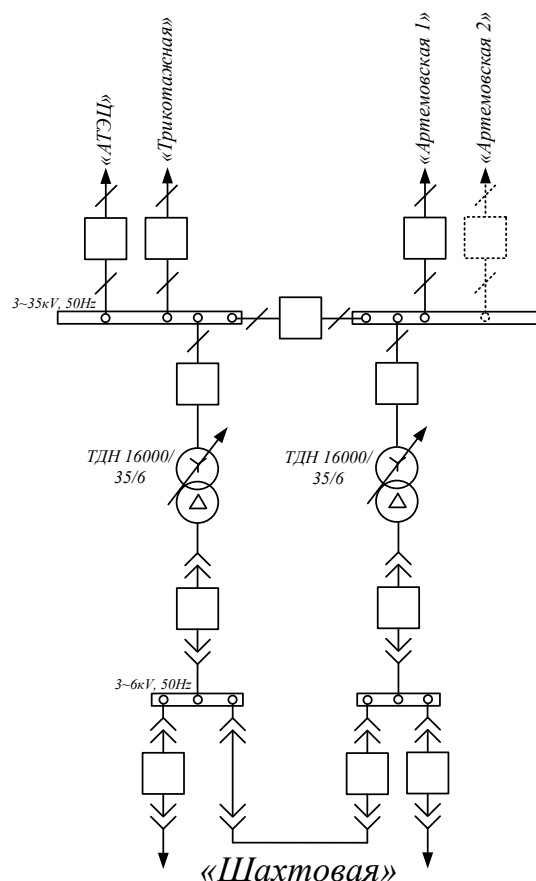 «АТЭЦ»
«Трикотажная»
«Артемовская 1»
«Артемовская 2»
3~35кV, 50Hz
ТДН 16000/
35/6
ТДН 16000/
35/6
3~6кV, 50Hz
«Шахтовая»